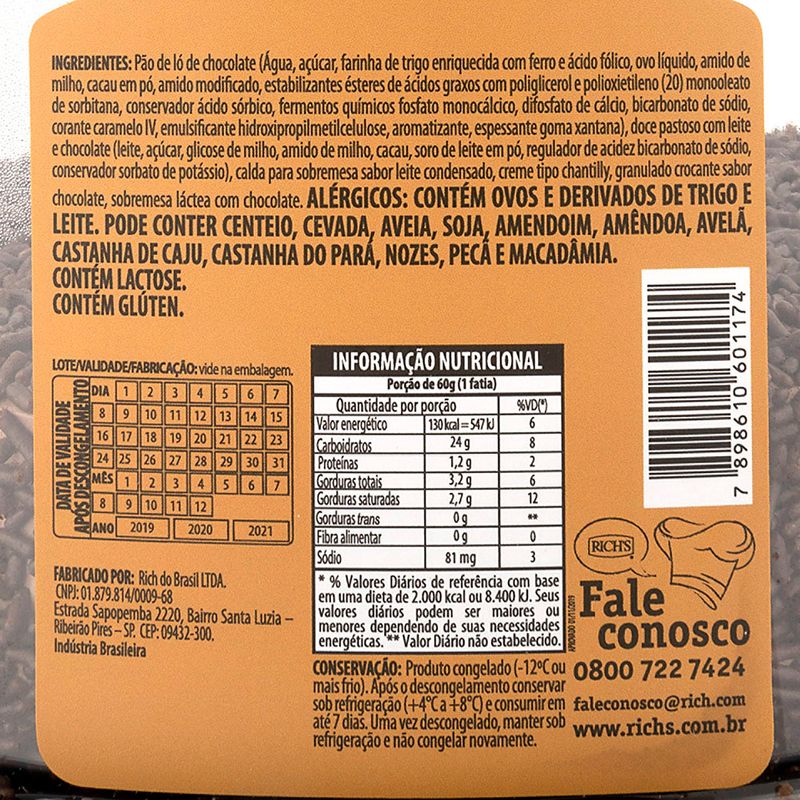 INGREDIENTES: Pão de ló de chocolate (Água, açúcar, farinha de trigo enriquecida com ferro e ácido fólico, ovo líquido, amido de
milho, cacau em pó, amido modificado, estabilizantes ésteres de ácidos graxos com poliglicerol e polioxietileno (20) monooleato
de sorbitana, conservador ácido sórbico, fermentos químicos fosfato monocálcico, difosfato de cálcio, bicarbonato de sódio,
corante caramelo IV, emulsificante hidroxipropilmetilcelulose, aromatizante, espessante goma xantana), doce pastoso com leite
e chocolate (leite, açúcar, glicose de milho, amido de milho, cacau, soro de leite em pó, regulador de acidez bicarbonato de sódio,
conservador sorbato de potássio), calda para sobremesa sabor leite condensado, creme tipo chantilly, granulado crocante sabor
chocolate, sobremesa láctea com chocolate. ALÉRGICOS: CONTÉM OVOS E DERIVADOS DE TRIGO E
LEITE. PODE CONTER CENTEIO, CEVADA, AVEIA, SOJA, AMENDOIM, AMÊNDOA, AVELÃ,
CASTANHA DE CAJU, CASTANHA DO PARÁ, NOZES, PECÃ E MACADÂMIA.
CONTÉM LACTOSE.
CONTÉM GLÚTEN.
LOTE/VALIDADE/FABRICAÇÃO: vide na embalagem.
DATA DE VALIDADE
APÓS DESCONGELAMENTO
DIA 1 2 3 4 5 6 7
8 9 10 11 12 13 14 15
16 17 18 19 20 21 22 23
24 25 26 27 28 29 30 31
MÊS 1 2 3 4 5 6 7
8 9 10 11 12
ANO 2019 2020 2021
FABRICADO POR: Rich do Brasil LTDA.
CNPJ: 01.879.814/0009-68
Estrada Sapopemba 2220, Bairro Santa Luzia –
Ribeirão Pires – SP. CEP: 09432-300.
Indústria Brasileira
INFORMAÇÃO NUTRICIONAL
Porção de 60g (1 fatia)
Quantidade por porção %VD(*)
Valor energético 130 kcal = 547 kJ 6
Carboidratos 24 g 8
Proteínas 1,2 g 2
Gorduras totais 3,2 g 6
Gorduras saturadas 2,7 g 12
Gorduras trans 0 g **
Fibra alimentar 0 g 0
Sódio 81 mg 3
* % Valores Diários de referência com base
em uma dieta de 2.000 kcal ou 8.400 kJ. Seus
valores diários podem ser maiores ou
menores dependendo de suas necessidades
energéticas. ** Valor Diário não estabelecido.
CONSERVAÇÃO: Produto congelado (-12ºC ou
mais frio). Após o descongelamento conservar
sob refrigeração (+4°C a +8°C) e consumir em
até 7 dias. Uma vez descongelado, manter sob
refrigeração e não congelar novamente.
7 898610 601174
RICH'S
APROVADO 01/11/2019
Fale
conosco
0800 722 7424
faleconosco@rich.com
www.richs.com.br